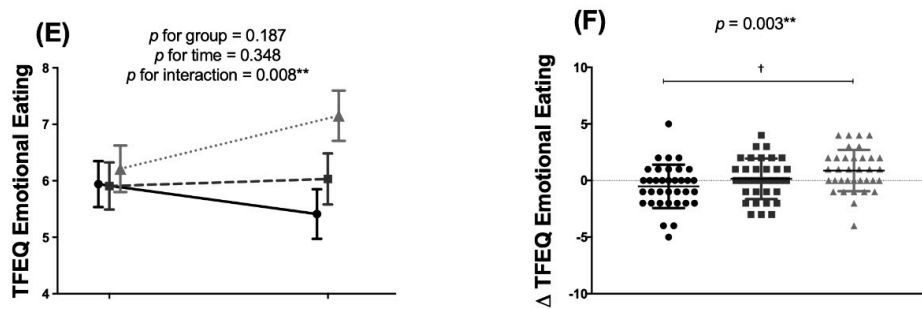 (E)
p for group = 0.187
p for time = 0.348
p for interaction = 0.008**
TFEQ Emotional Eating
8
7
6
5
4
(F)
p = 0.003**
†
Δ TFEQ Emotional Eating
10
5
0
-5
-10